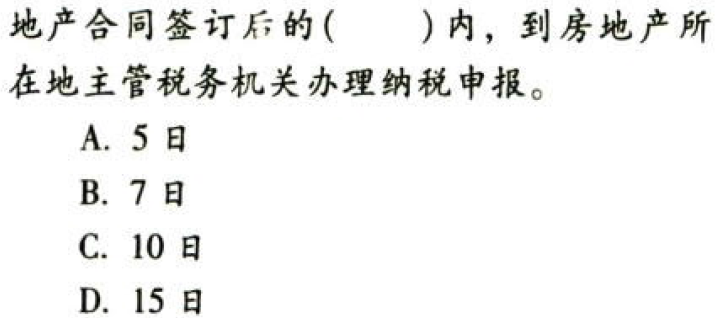 地产合同签订后的(　　)内，到房地产所
在地主管税务机关办理纳税申报。
A. 5 日
B. 7 日
C. 10 日
D. 15 日